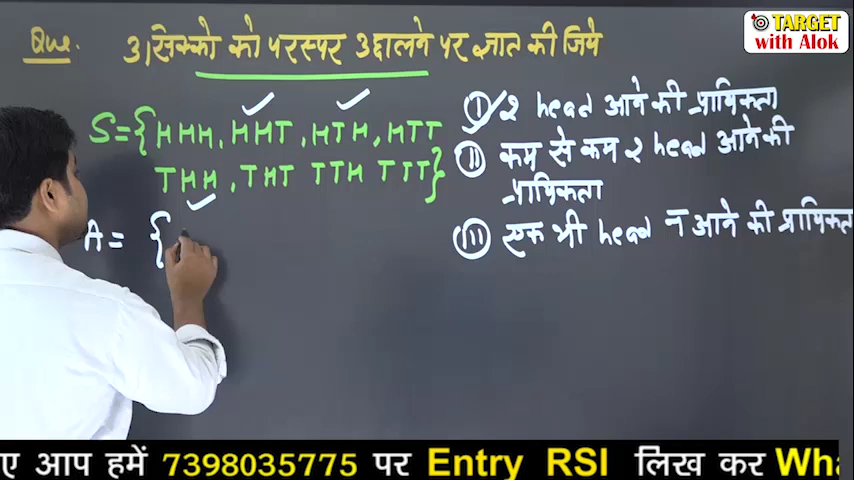 TARGET
with Alok
Que. 3) सिक्को को परस्पर उछालने पर ज्ञात की जिये
S={HHH, HHT, HTH, HTT
THH, THT TTH TTT}
A= {
(I) 2 head आने की प्रायिकता
(II) कम से कम 2 head आने की
प्रायिकता
(III) एक भी head न आने की प्रायिकता
ए आप हमें 7398035775 पर Entry RSI लिख कर Wha